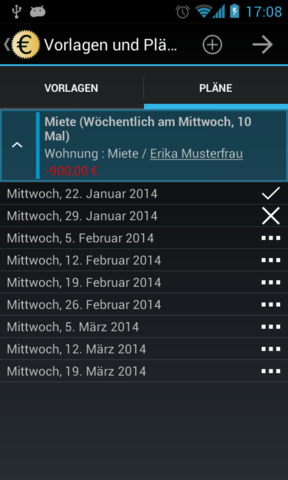 17:08
€ Vorlagen und Plä...
VORLAGEN
PLÄNE
Miete (Wöchentlich am Mittwoch, 10
Mal)
Wohnung : Miete / Erika Musterfrau
-900,00 €
Mittwoch, 22. Januar 2014
Mittwoch, 29. Januar 2014
Mittwoch, 5. Februar 2014
Mittwoch, 12. Februar 2014
Mittwoch, 19. Februar 2014
Mittwoch, 26. Februar 2014
Mittwoch, 5. März 2014
Mittwoch, 12. März 2014
Mittwoch, 19. März 2014